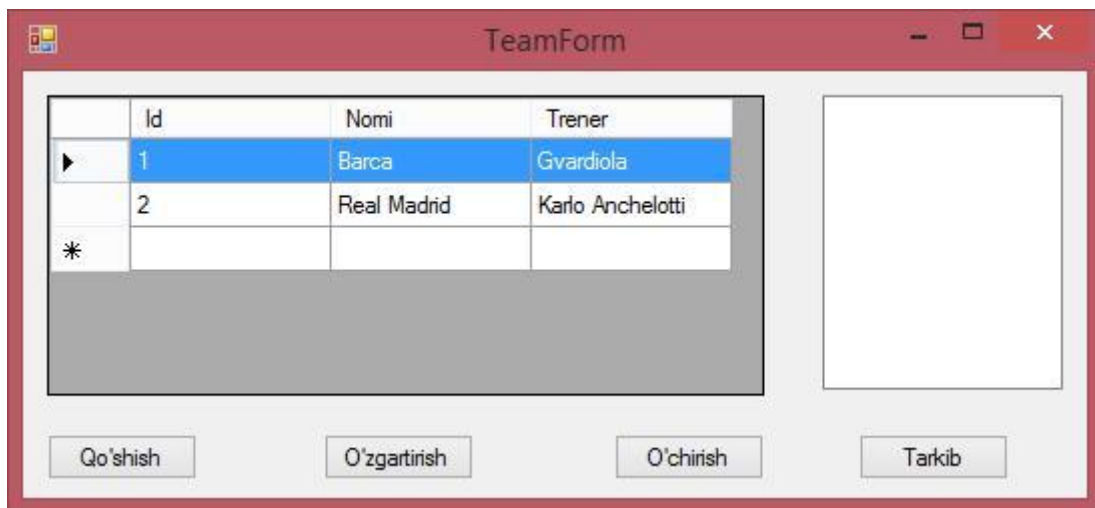 TeamForm
Id Nomi Trener
1 Barca Gvardiola
2 Real Madrid Karlo Anchelotti
Qo'shish O'zgartirish O'chirish Tarkib